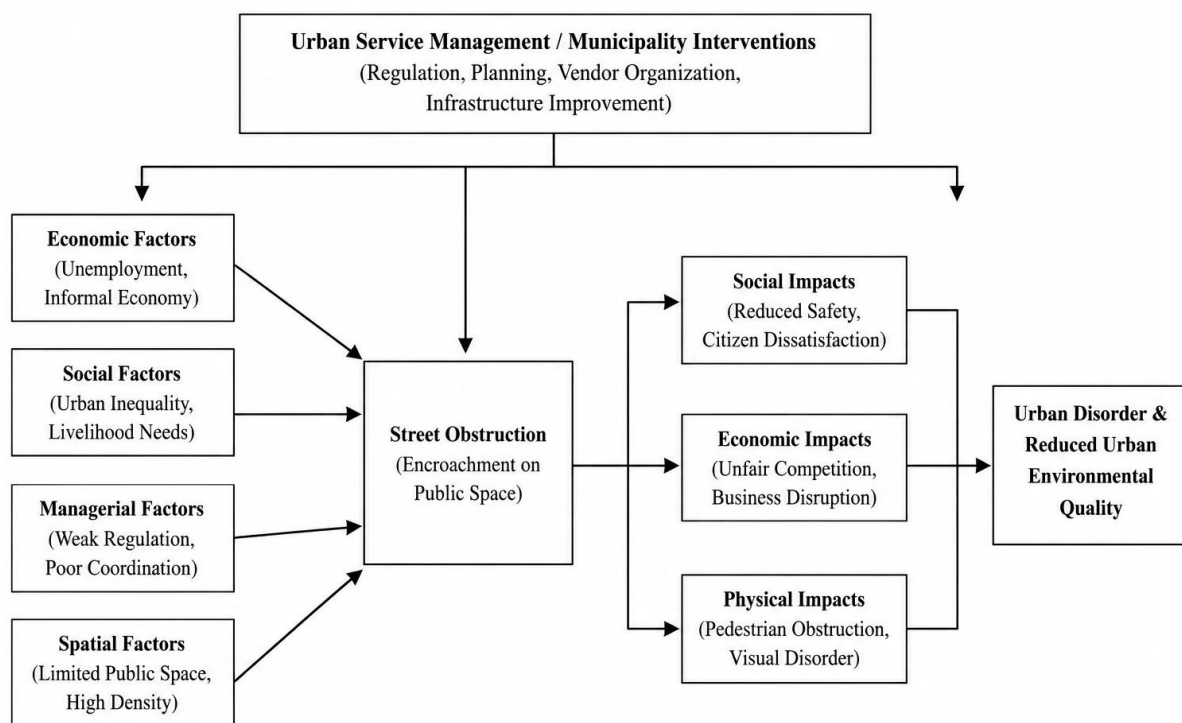 Urban Service Management / Municipality Interventions
(Regulation, Planning, Vendor Organization,
Infrastructure Improvement)
Economic Factors
(Unemployment,
Informal Economy)
Social Factors
(Urban Inequality,
Livelihood Needs)
Managerial Factors
(Weak Regulation,
Poor Coordination)
Spatial Factors
(Limited Public Space,
High Density)
Street Obstruction
(Encroachment on
Public Space)
Social Impacts
(Reduced Safety,
Citizen Dissatisfaction)
Economic Impacts
(Unfair Competition,
Business Disruption)
Physical Impacts
(Pedestrian Obstruction,
Visual Disorder)
Urban Disorder &
Reduced Urban
Environmental
Quality